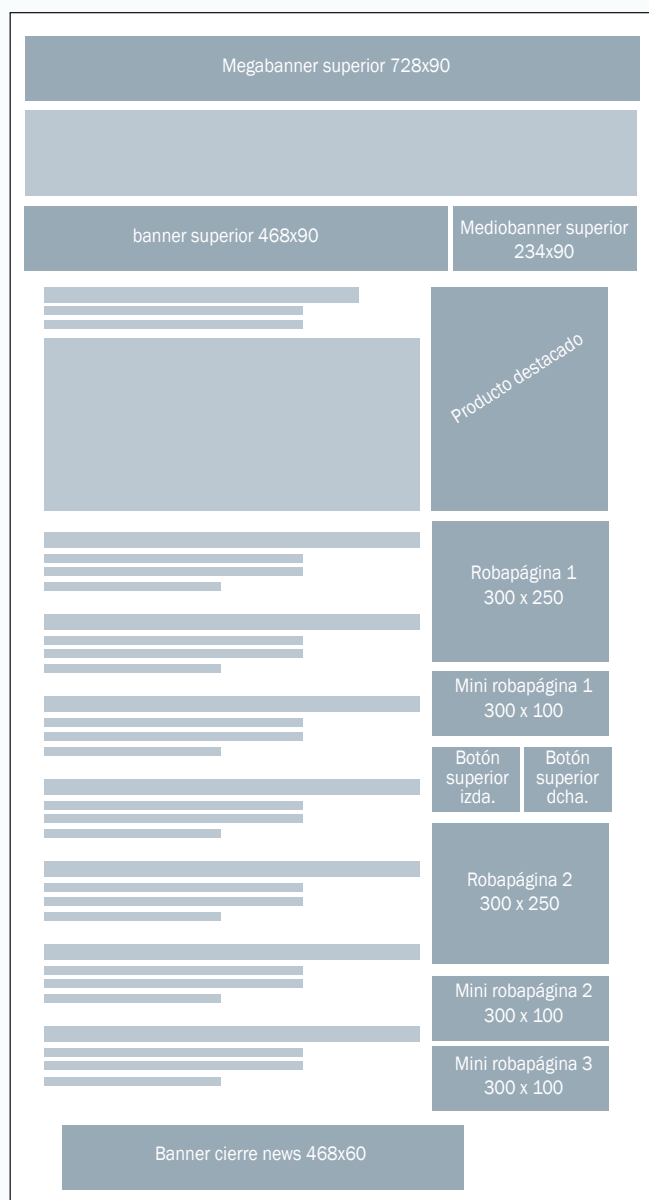 Megabanner superior 728x90
banner superior 468x90
Mediobanner superior
234x90
Producto destacado
Robapágina 1
300 x 250
Mini robapágina 1
300 x 100
Botón
superior
izda.
Botón
superior
dcha.
Robapágina 2
300 x 250
Mini robapágina 2
300 x 100
Mini robapágina 3
300 x 100
Banner cierre news 468x60